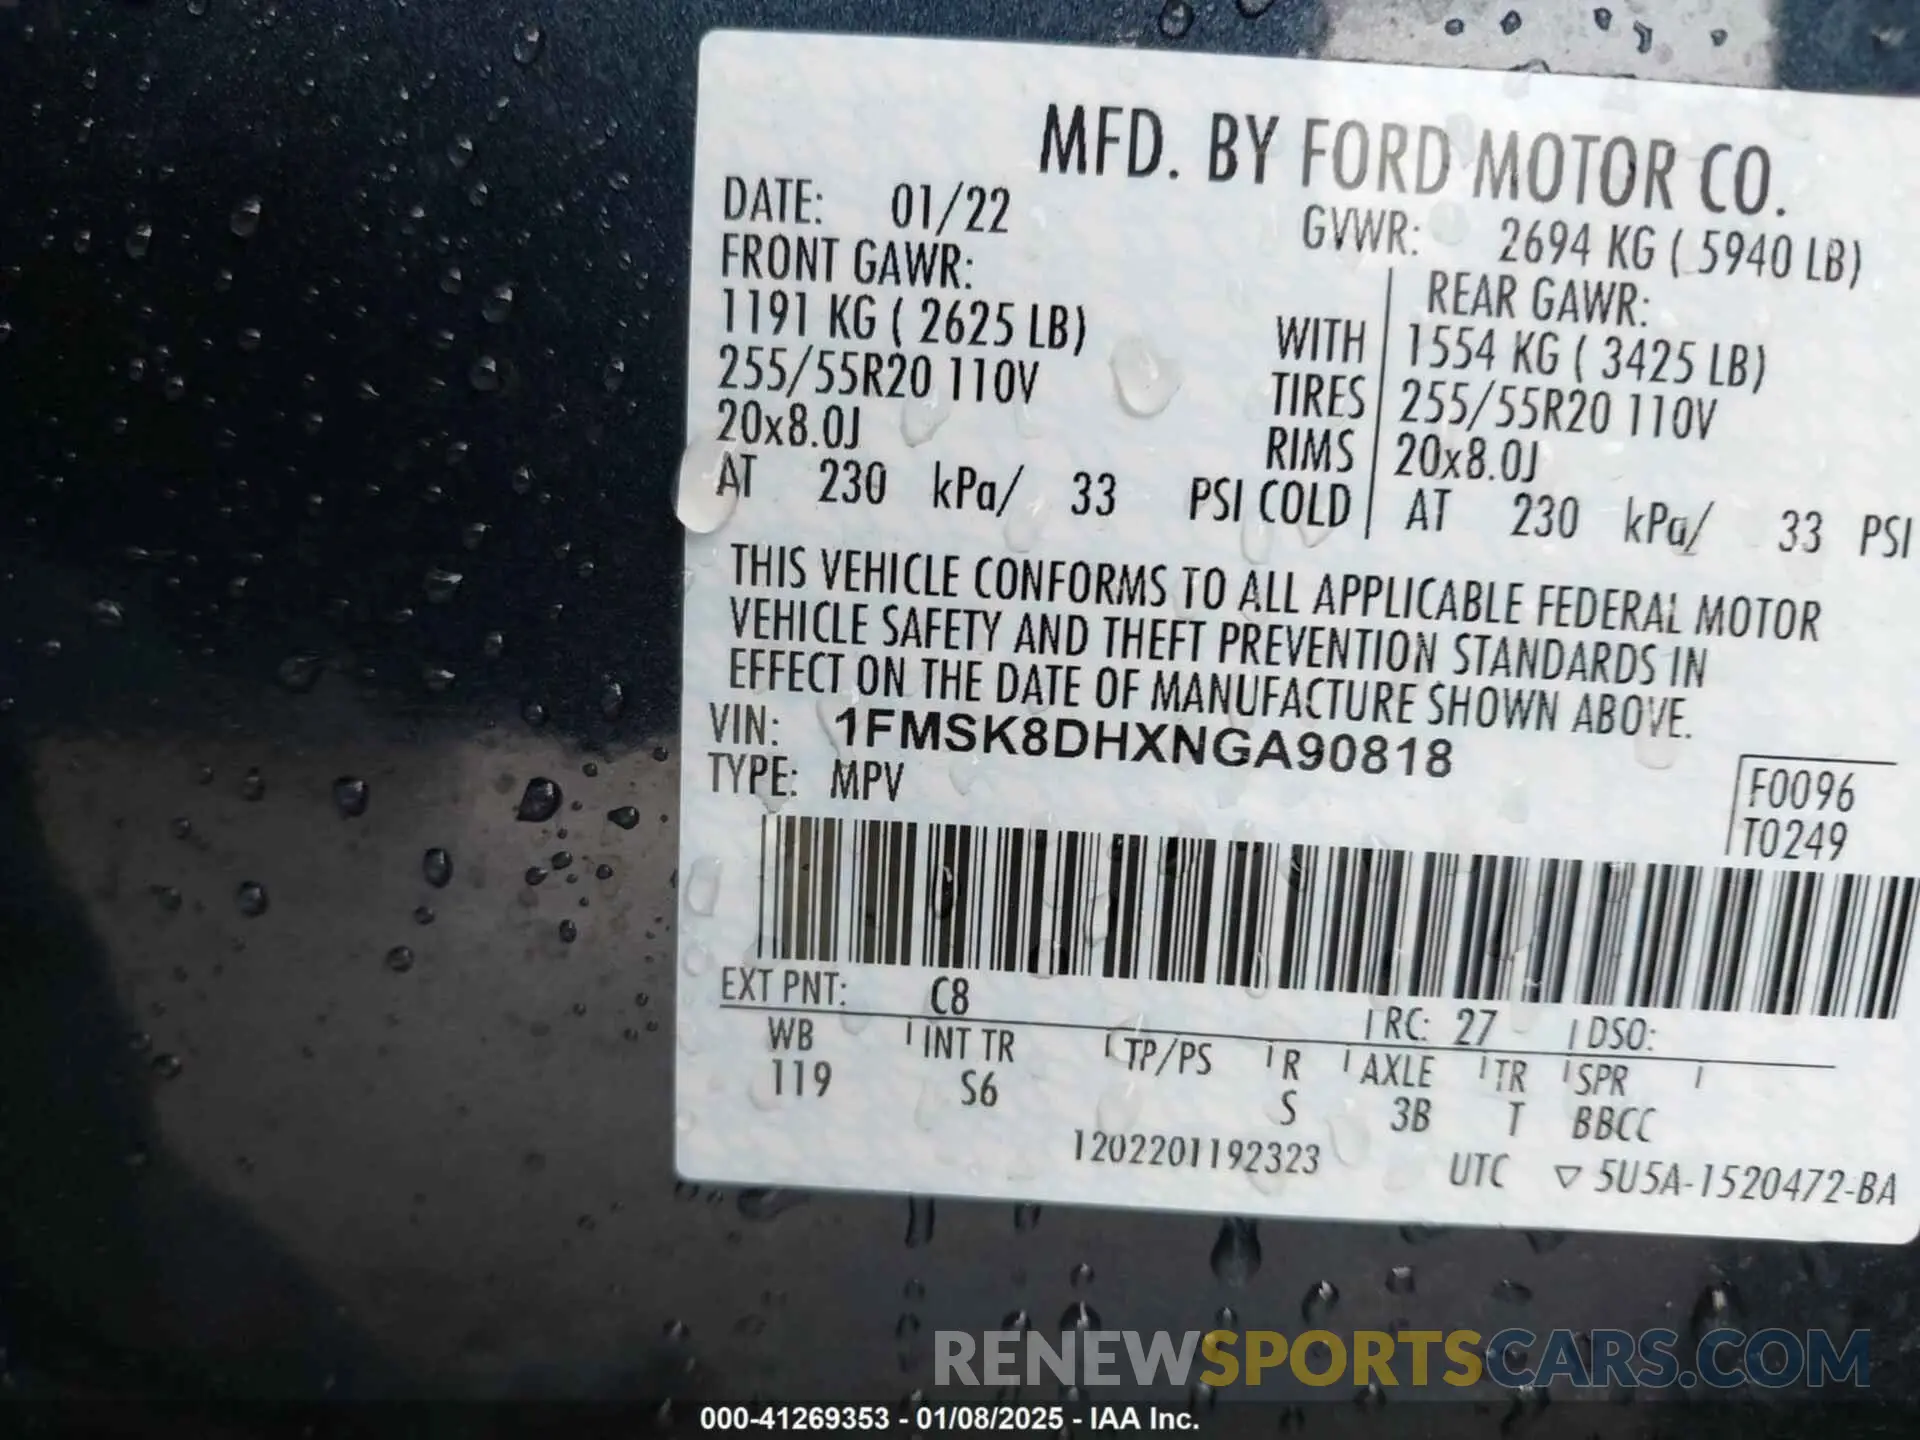 MFD. BY FORD MOTOR CO.
DATE: 01/22 GVWR: 2694 KG ( 5940 LB)
FRONT GAWR: REAR GAWR:
1191 KG ( 2625 LB) WITH 1554 KG ( 3425 LB)
255/55R20 110V TIRES 255/55R20 110V
20x8.0J RIMS 20x8.0J
AT 230 kPa/ 33 PSI COLD AT 230 kPa/ 33 PSI
THIS VEHICLE CONFORMS TO ALL APPLICABLE FEDERAL MOTOR
VEHICLE SAFETY AND THEFT PREVENTION STANDARDS IN
EFFECT ON THE DATE OF MANUFACTURE SHOWN ABOVE.
VIN: 1FMSK8DHXNGA90818
TYPE: MPV
F0096
T0249
EXT PNT: C8 RC: 27 DSO:
WB INT TR TP/PS R AXLE TR SPR
119 S6 S 3B T BBCC
1202201192323 UTC ▽ 5U5A-1520472-BA
RENEWSPORTSCARS.COM
000-41269353 - 01/08/2025 - IAA Inc.